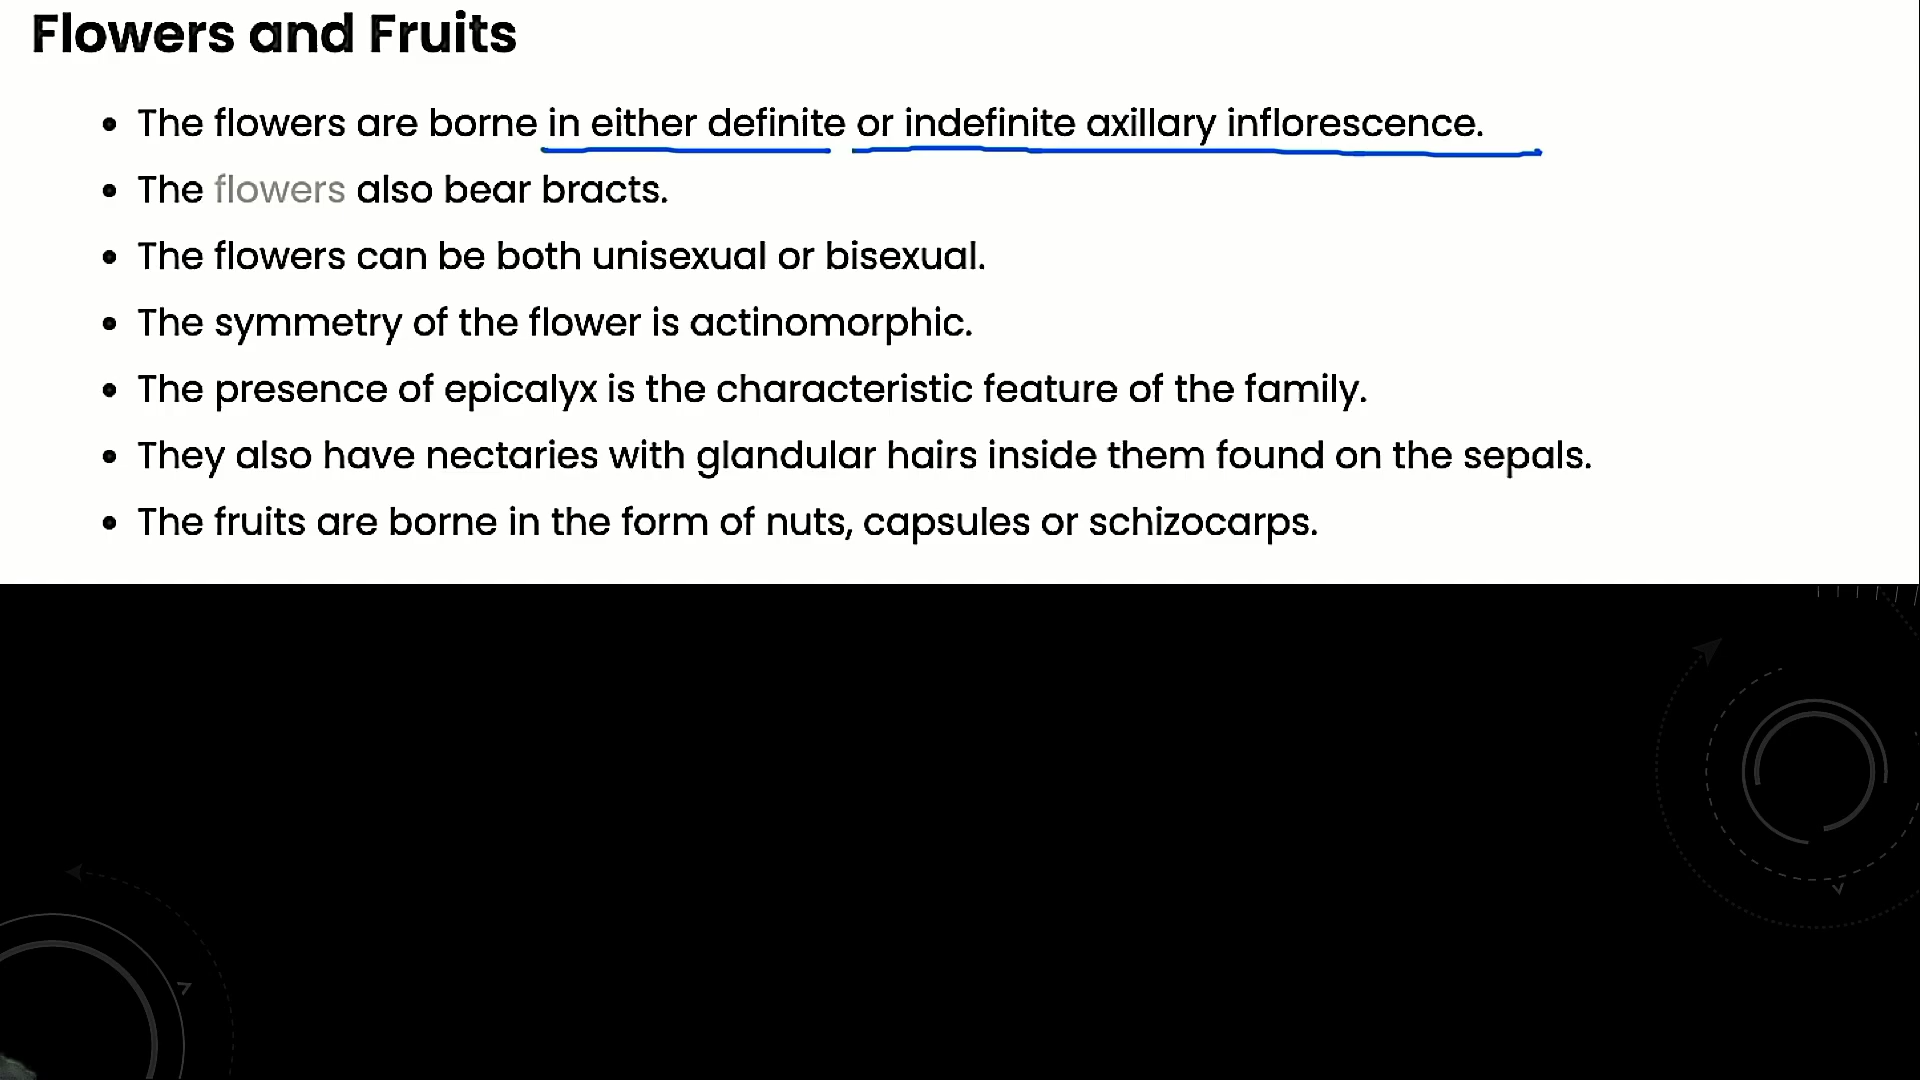 Flowers and Fruits
• The flowers are borne in either definite or indefinite axillary inflorescence.
• The flowers also bear bracts.
• The flowers can be both unisexual or bisexual.
• The symmetry of the flower is actinomorphic.
• The presence of epicalyx is the characteristic feature of the family.
• They also have nectaries with glandular hairs inside them found on the sepals.
• The fruits are borne in the form of nuts, capsules or schizocarps.